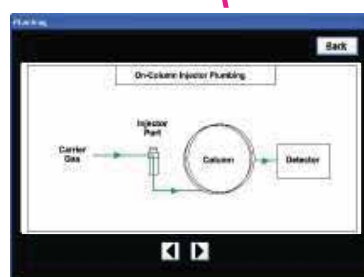 Plumbing
Back
On-Column Injector Plumbing
Injector
Port
Carrier
Gas
Column
Detector